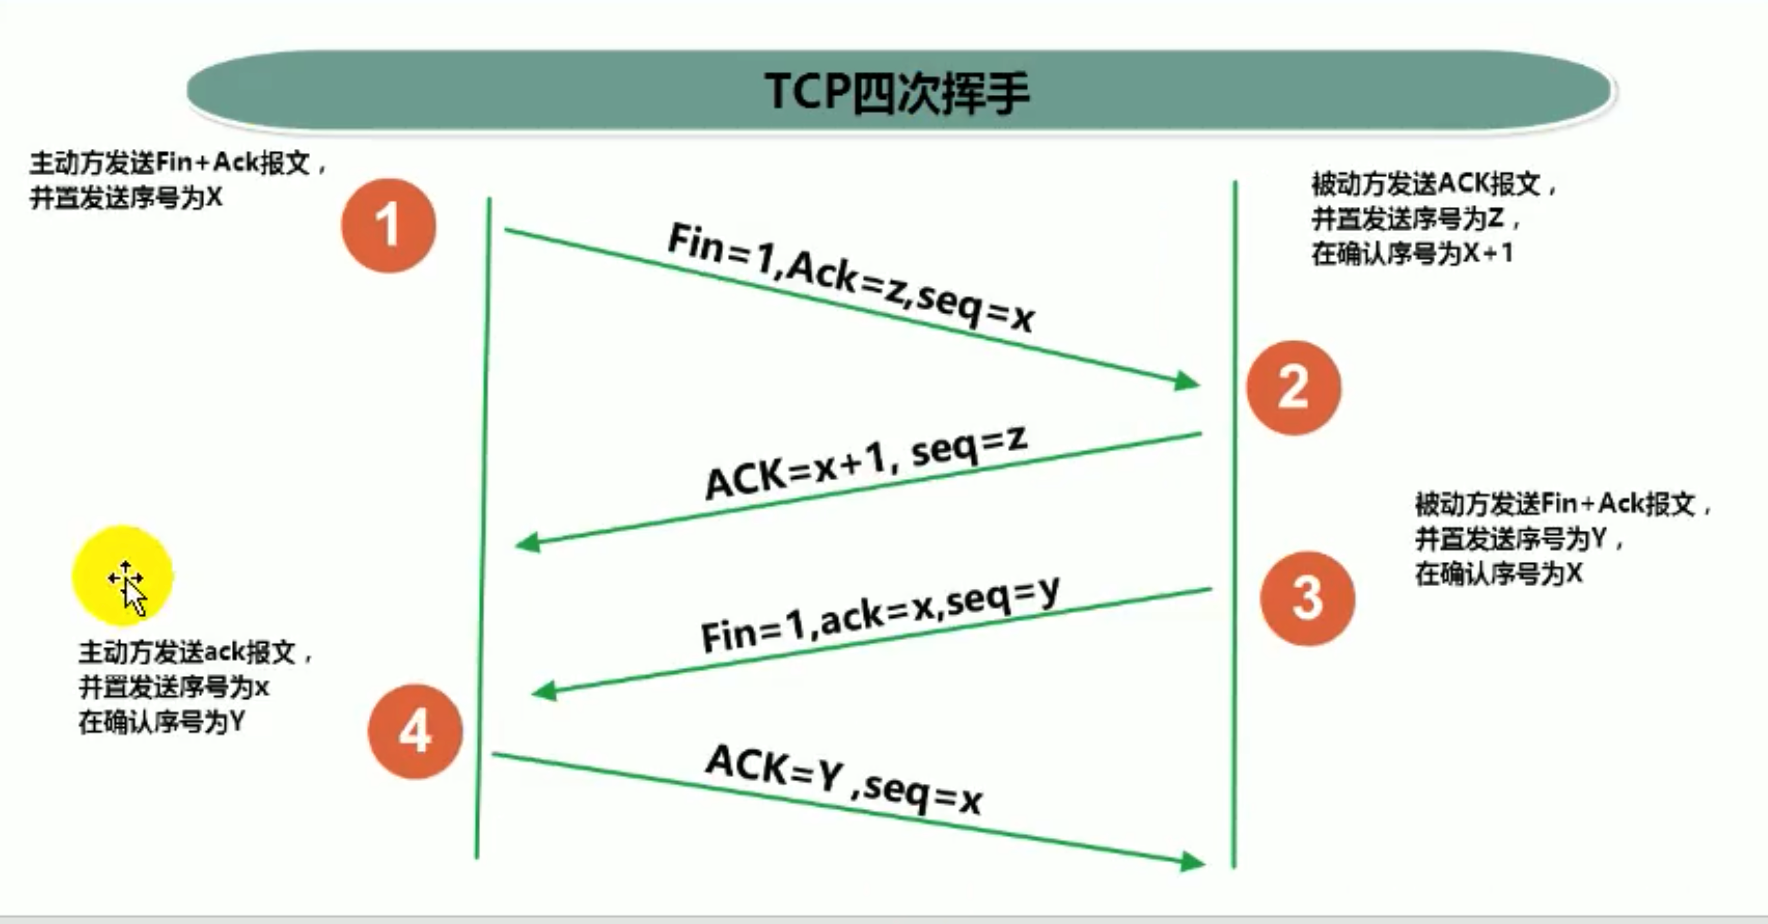 TCP四次挥手
主动方发送Fin+Ack报文，
并置发送序号为X
1
Fin=1,Ack=z,seq=x
被动方发送ACK报文，
并置发送序号为Z，
在确认序号为X+1
2
ACK=x+1, seq=z
被动方发送Fin+Ack报文，
并置发送序号为Y，
在确认序号为X
3
Fin=1,ack=x,seq=y
主动方发送ack报文，
并置发送序号为x
在确认序号为Y
4
ACK=Y ,seq=x